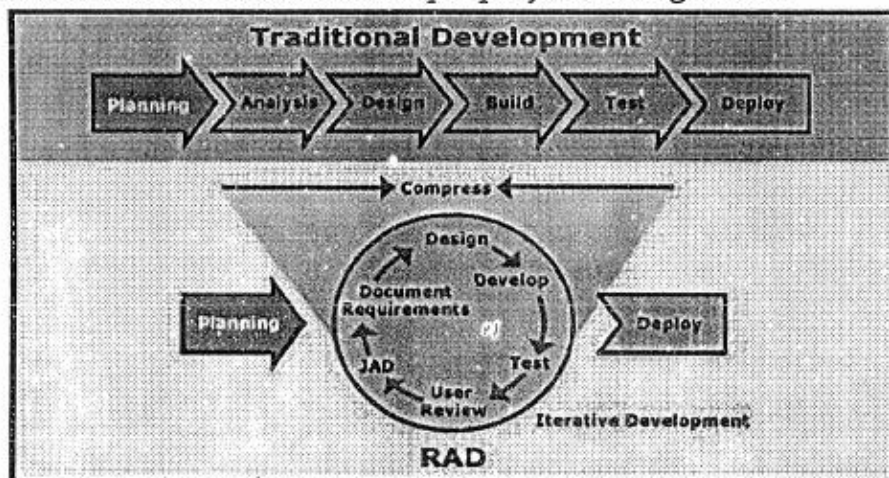 Traditional Development
Planning Analysis Design Build Test Deploy
Compress
Design
Develop
Document
Requirements
Planning
Deploy
JAD
Test
User
Review
Iterative Development
RAD